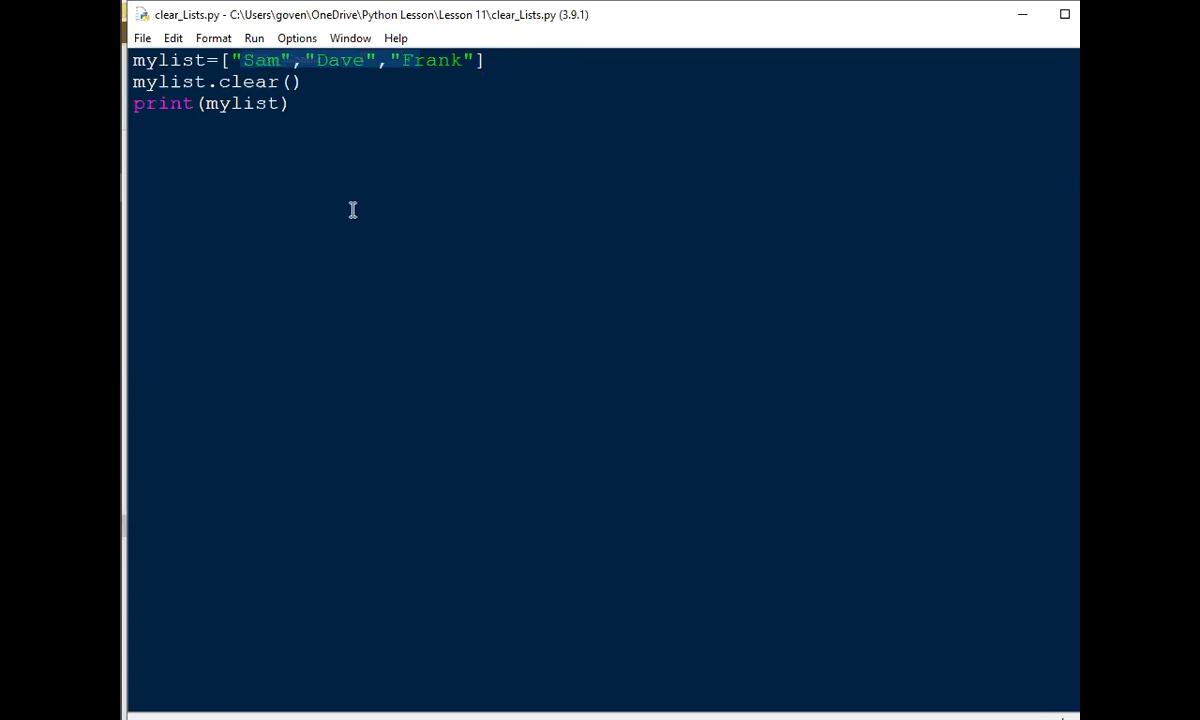 clear_Lists.py - C:\Users\goven\OneDrive\Python Lesson\Lesson 11\clear_Lists.py (3.9.1)
File Edit Format Run Options Window Help
mylist=["Sam","Dave","Frank"]
mylist.clear()
print(mylist)